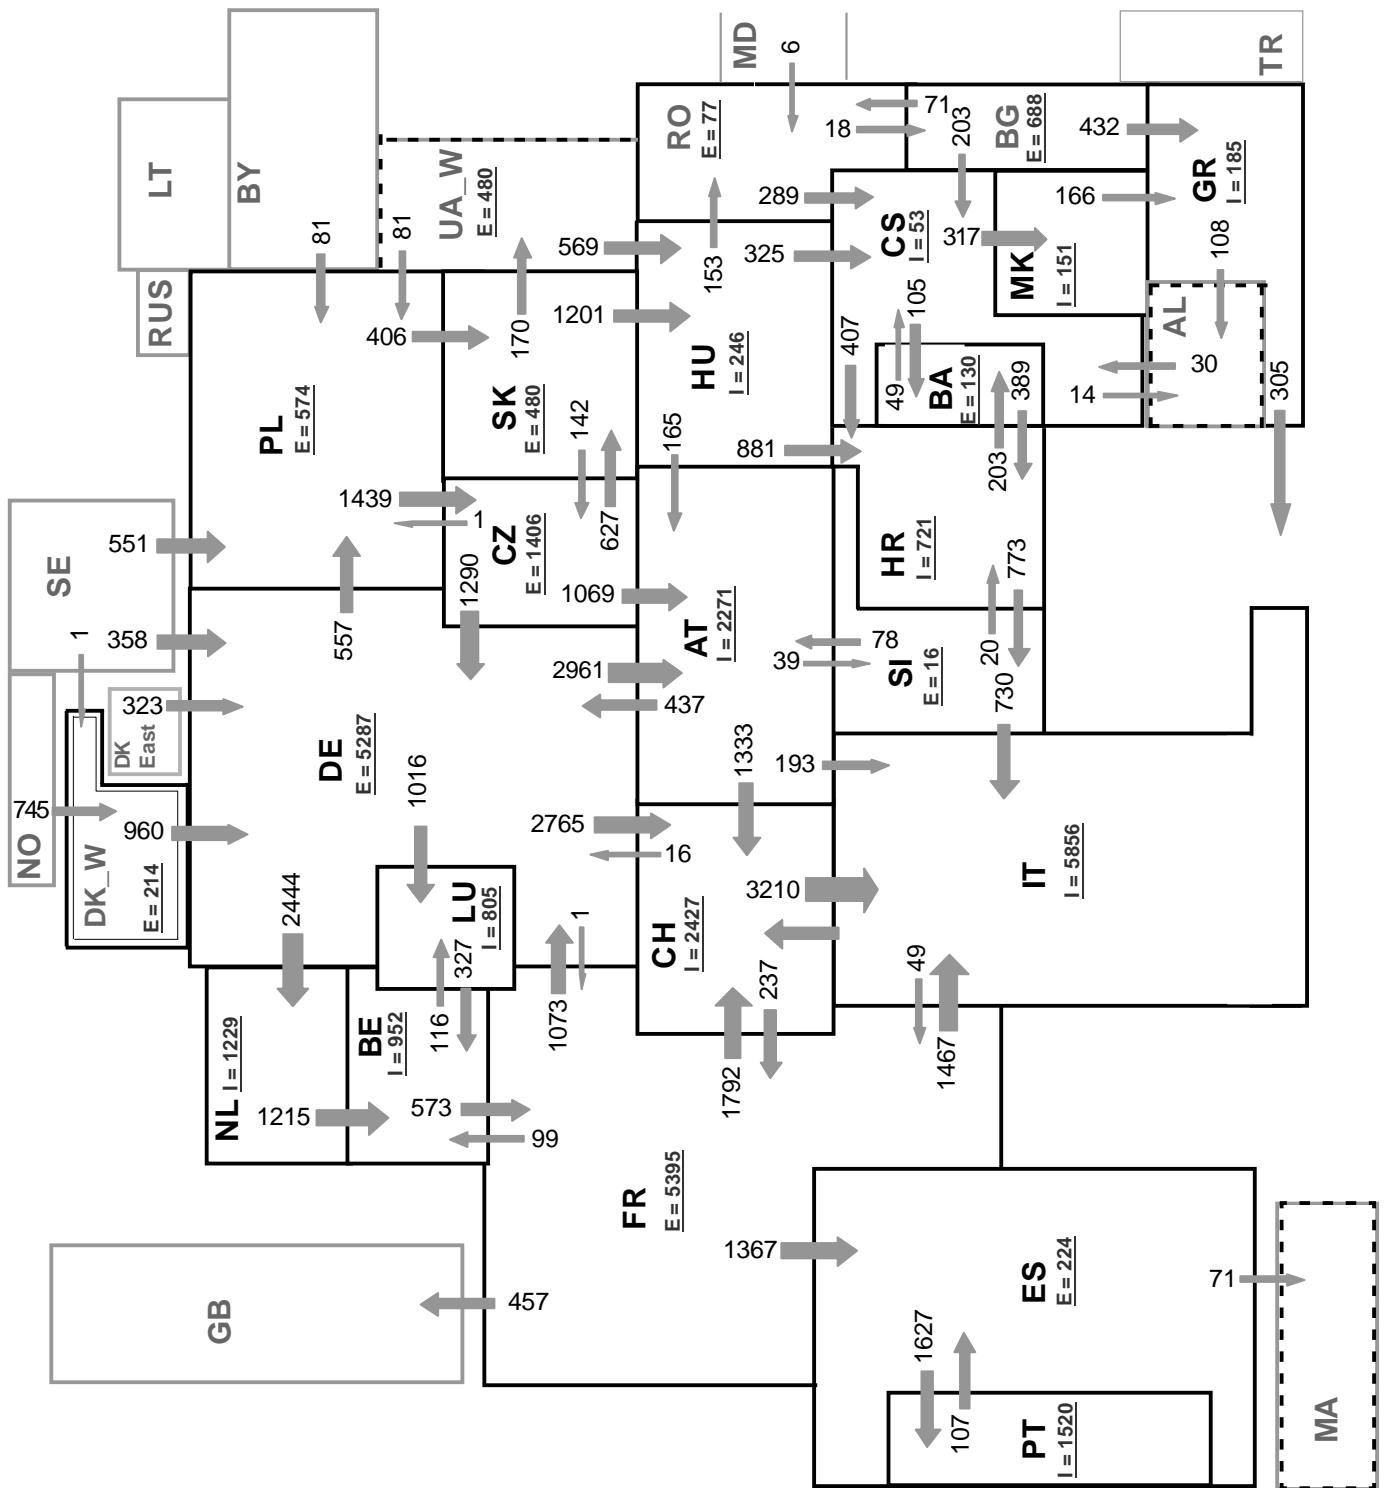 MD
6
TR
RO
E = 77
71
18
203
BG
E = 688
432
LT
BY
UA_W
E = 480
GR
I = 185
289
CS
I = 53
166
81
81
569
153
325
317
MK
I = 151
108
RUS
170
1201
105
AL
406
HU
I = 246
407
30
14
305
PL
E = 574
SK
E = 480
142
49
BA
E = 130
389
165
881
203
1439
1
627
CZ
E = 1406
551
SE
1290
HR
I = 721
773
1
358
557
1069
AT
I = 2271
78
39
20
SI
E = 16
2961
437
730
323
DK
East
DE
E = 5287
1016
1333
193
NO
745
960
DK_W
E = 214
2765
16
IT
I = 5856
2444
LU
I = 805
3210
CH
I = 2427
1
327
237
49
NL I = 1229
BE
I = 952
116
1073
1792
1467
1215
573
99
FR
E = 5395
1367
ES
E = 224
71
GB
457
1627
107
PT
I = 1520
MA